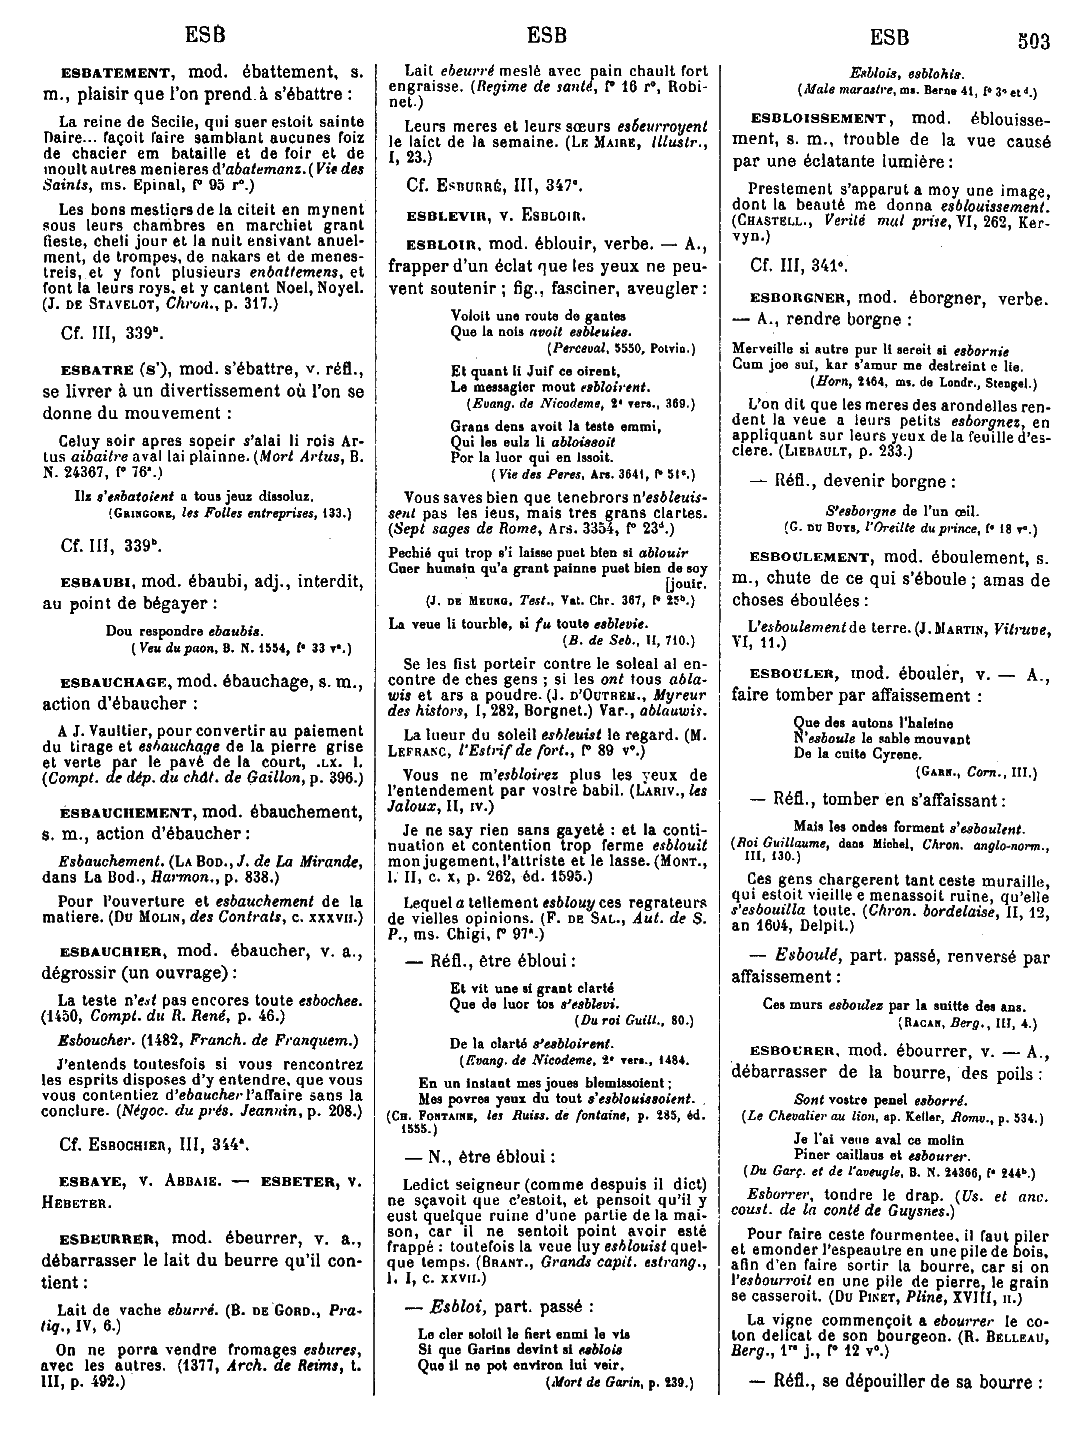 ESB
ESB
ESB
503
ESBATEMENT, mod. ébattement, s.
m., plaisir que l'on prend à s'ébattre :
La reine de Secile, qui suer estoit sainte
Daire... façoit faire samblant aucunes foiz
de chacier em bataille et de foir et de
moult autres menieres d'abatemanz. (Vie des
Saints, ms. Epinal, f° 95 r°.)
Les bons mestiers de la citeit en mynent
sous leurs chambres en marchiet grant
fieste, cheli jour et la nuit ensivant anuel-
ment, de trompes, de nakars et de menes-
treis, et y font plusieurs enbattemens, et
font la leurs roys, et y cantent Noel, Noyel.
(J. DE STAVELOT, Chron., p. 317.)
Cf. III, 339b.
ESBATRE (S'), mod. s'ébattre, v. réfl.,
se livrer à un divertissement où l'on se
donne du mouvement :
Celuy soir apres sopeir s'alai li rois Ar-
tus aibaitre aval lai plainne. (Mort Artus, B.
N. 24367, f° 76a.)
Ilz s'esbatoient a tous jeuz dissoluz.
(GRINGORE, les Folles entreprises, 133.)
Cf. III, 339b.
ESBAUBI, mod. ébaubi, adj., interdit,
au point de bégayer :
Dou respondre ebaubis.
(Veu du paon, B. N. 1554, f° 33 v°.)
ESBAUCHAGE, mod. ébauchage, s. m.,
action d'ébaucher :
A J. Vaultier, pour convertir au paiement
du tirage et esbauchage de la pierre grise
et verte par le pavé de la court, .LX. l.
(Compt. de dép. du chât. de Gaillon, p. 396.)
ESBAUCHEMENT, mod. ébauchement,
s. m., action d'ébaucher :
Esbauchement. (LA BOD., J. de La Mirande,
dans La Bod., Harmon., p. 838.)
Pour l'ouverture et esbauchement de la
matiere. (DU MOLIN, des Contrats, c. XXXVII.)
ESBAUCHIER, mod. ébaucher, v. a.,
dégrossir (un ouvrage) :
La teste n'est pas encores toute esbochee.
(1450, Compt. du R. René, p. 46.)
Esboucher. (1482, Franch. de Franquem.)
J'entends toutesfois si vous rencontrez
les esprits disposes d'y entendre, que vous
vous contentiez d'ebaucher l'affaire sans la
conclure. (Négoc. du prés. Jeannin, p. 208.)
Cf. ESBOCHIER, III, 344a.
ESBAYE, V. ABBAIE. — ESBETER, V.
HEBETER.
ESBEURRER, mod. ébeurrer, v. a.,
débarrasser le lait du beurre qu'il con-
tient :
Lait de vache eburré. (B. DE GORD., Pra-
tiq., IV, 6.)
On ne porra vendre fromages esbures,
avec les autres. (1377, Arch. de Reims, t.
III, p. 492.)
Lait ebeurré meslé avec pain chault fort
engraisse. (Regime de santé, f° 16 r°, Robi-
net.)
Leurs meres et leurs sœurs esbeurroyent
le laict de la semaine. (LE MAIRE, Illustr.,
I, 23.)
Cf. ESBURRÉ, III, 347a.
ESBLEVIR, V. ESBLOIR.
ESBLOIR, mod. éblouir, verbe. — A.,
frapper d'un éclat que les yeux ne peu-
vent soutenir ; fig., fasciner, aveugler :
Voloit une route de gantes
Que la nois avoit esbleuies.
(Perceval, 5550, Potvin.)
Et quant li Juif ce oirent,
Le messagier mout esbloirent.
(Evang. de Nicodeme, 2e vers., 369.)
Grans dens avoit la teste emmi,
Qui les eulz li abloissoit
Por la luor qui en issoit.
(Vie des Peres, Ars. 3641, f° 51c.)
Vous saves bien que tenebrors n'esbleuis-
sent pas les ieus, mais tres grans clartes.
(Sept sages de Rome, Ars. 3354, f° 23d.)
Pechié qui trop s'i laisse puet bien si ablouir
Cuer humain qu'a grant painne puet bien de soy
[jouir.
(J. DE MEUNG, Test., Vat. Chr. 367, f° 25b.)
La veue li tourble, si fu toute esblevie.
(B. de Seb., II, 710.)
Se les fist porteir contre le soleal al en-
contre de ches gens ; si les ont tous abla-
wis et ars a poudre. (J. D'OUTREM., Myreur
des histors, I, 282, Borgnet.) Var., ablauwis.
La lueur du soleil esbleuist le regard. (M.
LEFRANC, l'Estrif de fort., f° 89 v°.)
Vous ne m'esbloirez plus les yeux de
l'entendement par vostre babil. (LARIV., les
Jaloux, II, IV.)
Je ne say rien sans gayeté : et la conti-
nuation et contention trop ferme esblouit
mon jugement, l'attriste et le lasse. (MONT.,
l. II, c. X, p. 262, éd. 1595.)
Lequel a tellement esblouy ces regrateurs
de vielles opinions. (F. DE SAL., Aut. de S.
P., ms. Chigi, f° 97a.)
— Réfl., être ébloui :
Et vit une si grant clarté
Que de luor tos s'esblevi.
(Du roi Guill., 80.)
De la clarté s'esbloirent.
(Evang. de Nicodeme, 2e vers., 1484.
En un instant mes joues blemissoient ;
Mes povres yeux du tout s'esblouissoient.
(CH. FONTAINE, les Ruiss. de fontaine, p. 285, éd.
1555.)
— N., être ébloui :
Ledict seigneur (comme despuis il dict)
ne sçavoit que c'estoit, et pensoit qu'il y
eust quelque ruine d'une partie de la mai-
son, car il ne sentoit point avoir esté
frappé : toutefois la veue luy esblouist quel-
que temps. (BRANT., Grands capit. estrang.,
l. I, c. XXVII.)
— Esbloi, part. passé :
Le cler soloil le fiert enmi le vis
Si que Garins devint si esblois
Que il ne pot environ lui veir.
(Mort de Garin, p. 239.)
Esblois, esblohis.
(Male marastre, ms. Berne 41, f° 3c et d.)
ESBLOISSEMENT, mod. éblouisse-
ment, s. m., trouble de la vue causé
par une éclatante lumière :
Prestement s'apparut a moy une image,
dont la beauté me donna esblouissement.
(CHASTELL., Verité mal prise, VI, 262, Ker-
vyn.)
Cf. III, 341c.
ESBORGNER, mod. éborgner, verbe.
— A., rendre borgne :
Merveille si autre pur li sereit si esbornie
Cum joe sui, kar s'amur me destreint e lie.
(Horn, 2464, ms. de Londr., Stengel.)
L'on dit que les meres des arondelles ren-
dent la veue a leurs petits esborgnez, en
appliquant sur leurs yeux de la feuille d'es-
clere. (LIEBAULT, p. 233.)
— Réfl., devenir borgne :
S'esborgne de l'un œil.
(G. DU BUYS, l'Oreille du prince, f° 18 r°.)
ESBOULEMENT, mod. éboulement, s.
m., chute de ce qui s'éboule ; amas de
choses éboulées :
L'esboulement de terre. (J. MARTIN, Vitruve,
VI, 11.)
ESBOULER, mod. ébouler, v. — A.,
faire tomber par affaissement :
Que des autons l'haleine
N'esboule le sable mouvant
De la cuite Cyrene.
(GARN., Corn., III.)
— Réfl., tomber en s'affaissant :
Mais les ondes forment s'esboulent.
(Roi Guillaume, dans Michel, Chron. anglo-norm.,
III, 130.)
Ces gens chargerent tant ceste muraille,
qui estoit vieille e menassoit ruine, qu'elle
s'esbouilla toute. (Chron. bordelaise, II, 12,
an 1604, Delpit.)
— Esboulé, part. passé, renversé par
affaissement :
Ces murs esboulez par la suitte des ans.
(RACAN, Berg., III, 4.)
ESBOURER, mod. ébourrer, v. — A.,
débarrasser de la bourre, des poils :
Sont vostre penel esborré.
(Le Chevalier au lion, ap. Keller, Romv., p. 534.)
Je l'ai veue aval ce molin
Piner caillaus et esbourer.
(Du Garç. et de l'aveugle, B. N. 24366, f° 244b.)
Esborrer, tondre le drap. (Us. et anc.
coust. de la conté de Guysnes.)
Pour faire ceste fourmentee, il faut piler
et emonder l'espeautre en une pile de bois,
afin d'en faire sortir la bourre, car si on
l'esbourroit en une pile de pierre, le grain
se casseroit. (DU PINET, Pline, XVIII, II.)
La vigne commençoit a ebourrer le co-
ton delicat de son bourgeon. (R. BELLEAU,
Berg., 1re j., f° 12 v°.)
— Réfl., se dépouiller de sa bourre :